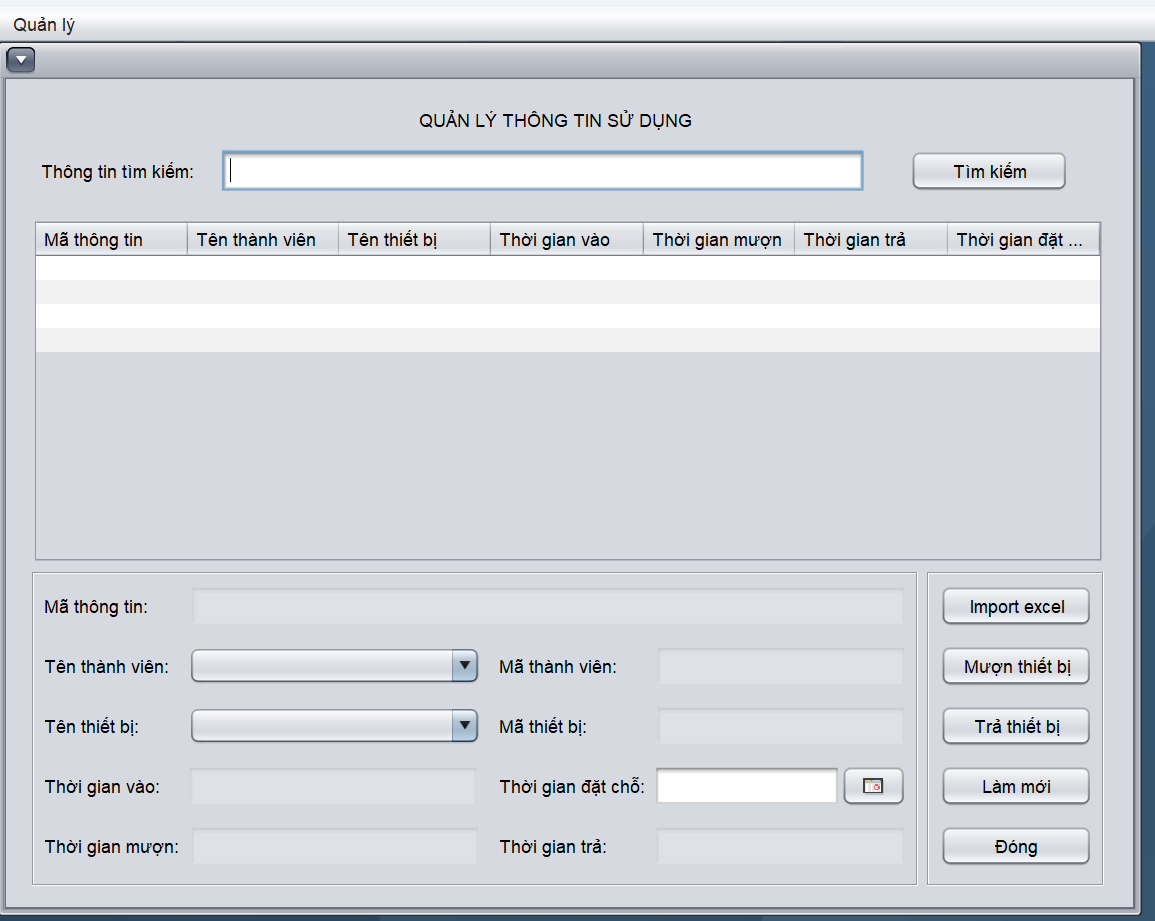 Quản lý
QUẢN LÝ THÔNG TIN SỬ DỤNG
Thông tin tìm kiếm: Tìm kiếm
Mã thông tin Tên thành viên Tên thiết bị Thời gian vào Thời gian mượn Thời gian trả Thời gian đặt ...
Mã thông tin: Import excel
Tên thành viên: Mã thành viên: Mượn thiết bị
Tên thiết bị: Mã thiết bị: Trả thiết bị
Thời gian vào: Thời gian đặt chỗ: Làm mới
Thời gian mượn: Thời gian trả: Đóng